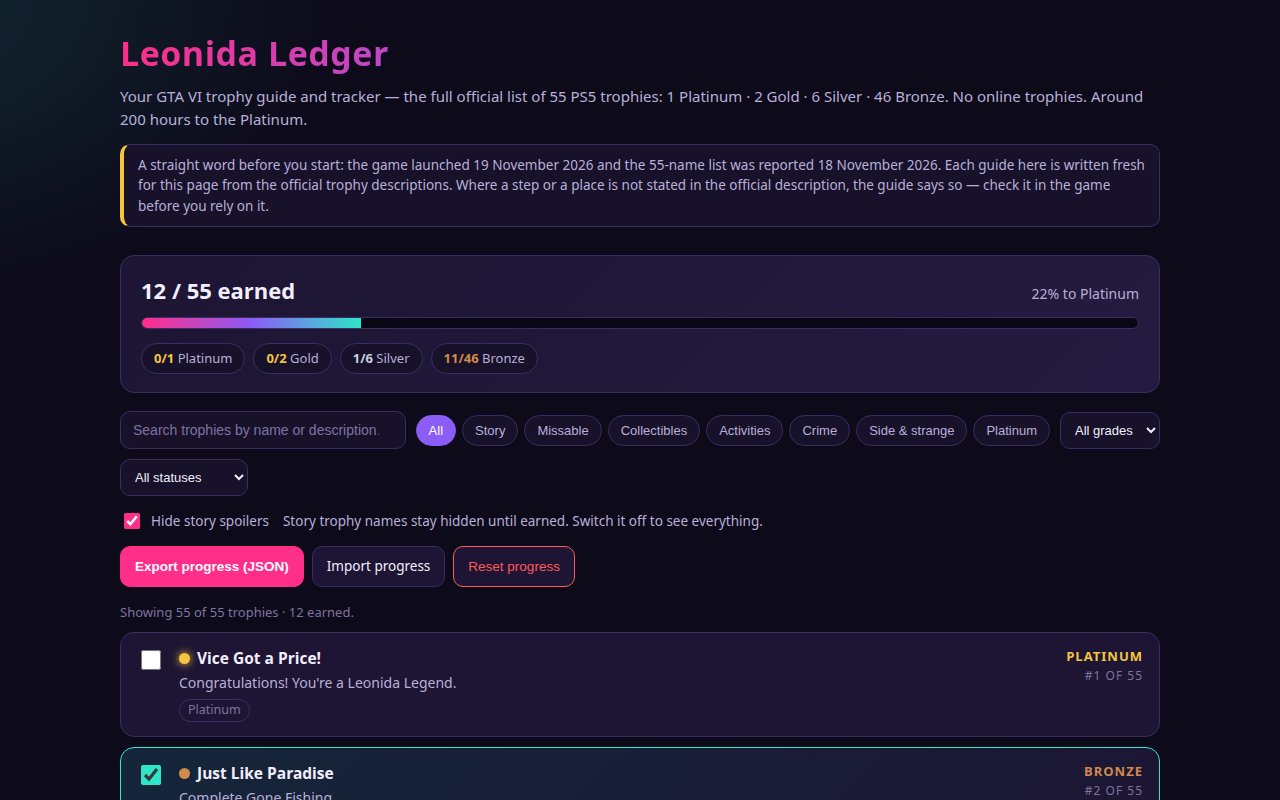 Leonida Ledger
Your GTA VI trophy guide and tracker — the full official list of 55 PS5 trophies: 1 Platinum · 2 Gold · 6 Silver · 46 Bronze. No online trophies. Around
200 hours to the Platinum.
A straight word before you start: the game launched 19 November 2026 and the 55-name list was reported 18 November 2026. Each guide here is written fresh
for this page from the official trophy descriptions. Where a step or a place is not stated in the official description, the guide says so — check it in the game
before you rely on it.
12 / 55 earned
22% to Platinum
0/1 Platinum
0/2 Gold
1/6 Silver
11/46 Bronze
Search trophies by name or description.
All
Story
Missable
Collectibles
Activities
Crime
Side & strange
Platinum
All grades
All statuses
Hide story spoilers
Story trophy names stay hidden until earned. Switch it off to see everything.
Export progress (JSON)
Import progress
Reset progress
Showing 55 of 55 trophies · 12 earned.
Vice Got a Price!
PLATINUM
Congratulations! You're a Leonida Legend.
#1 OF 55
Platinum
Just Like Paradise
BRONZE
Complete Gone Fishing
#2 OF 55